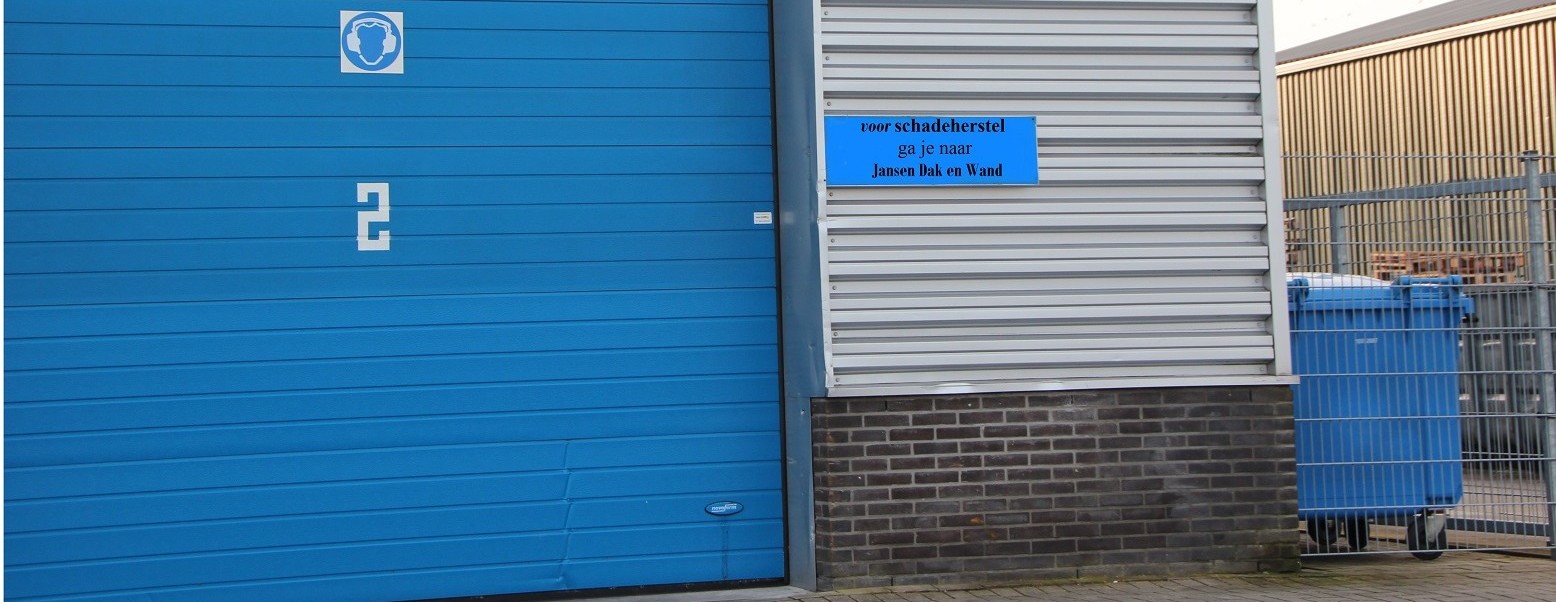 2
voor schadeherstel
ga je naar
Jansen Dak en Wand